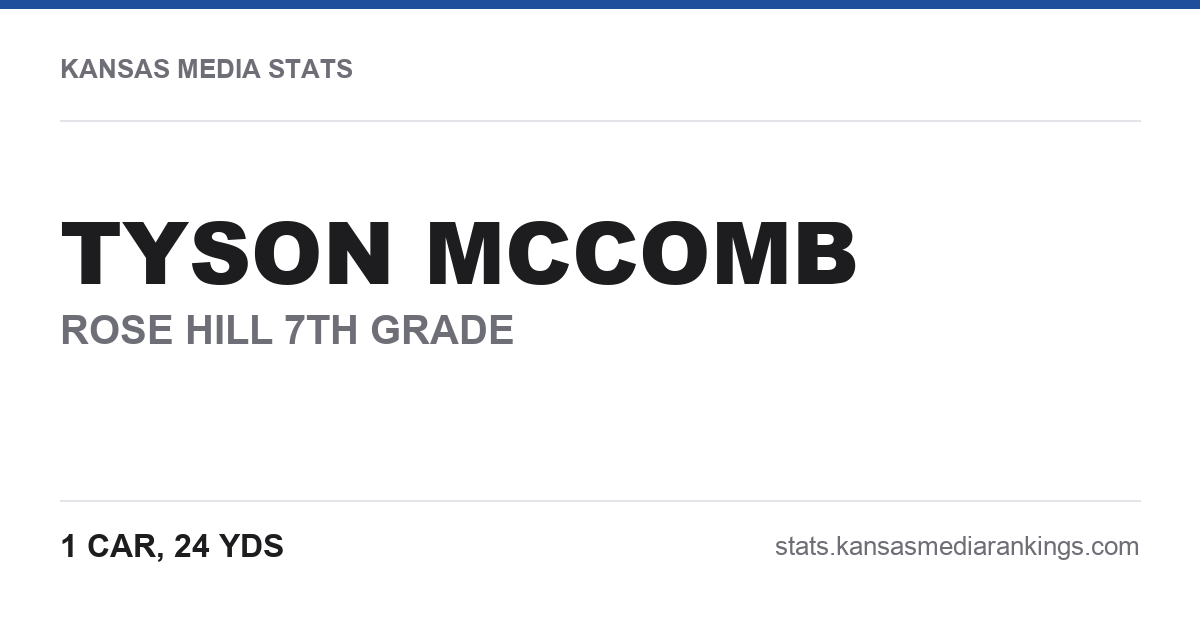 KANSAS MEDIA STATS
TYSON MCCOMB
ROSE HILL 7TH GRADE
1 CAR, 24 YDS
stats.kansasmediarankings.com